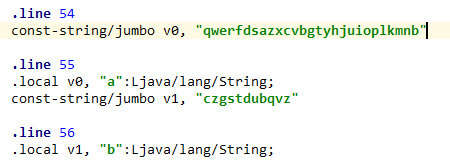 .line 54
const-string/jumbo v0, "qwerfdsazxcvbgtyhjuioplkmnb"
.line 55
.local v0, "a":Ljava/lang/String;
const-string/jumbo v1, "czgstdubqvz"
.line 56
.local v1, "b":Ljava/lang/String;